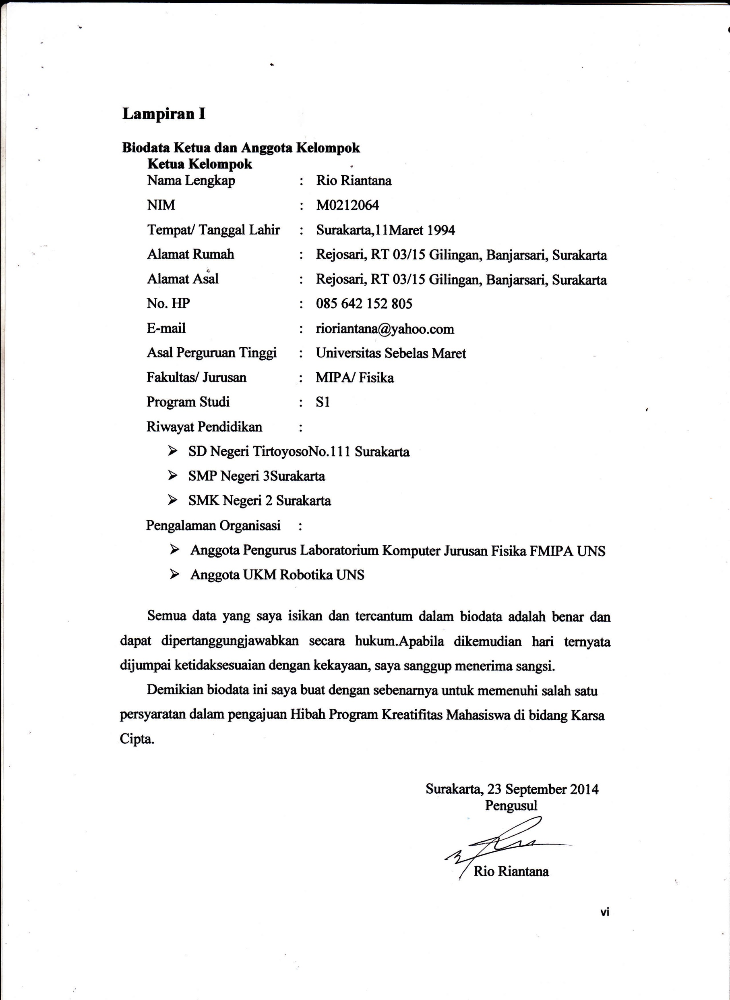 Lampiran I
Biodata Ketua dan Anggota Kelompok
Ketua Kelompok
Nama Lengkap : Rio Riantana
NIM : M0212064
Tempat/ Tanggal Lahir : Surakarta,11Maret 1994
Alamat Rumah : Rejosari, RT 03/15 Gilingan, Banjarsari, Surakarta
Alamat Asal : Rejosari, RT 03/15 Gilingan, Banjarsari, Surakarta
No. HP : 085 642 152 805
E-mail : rioriantana@yahoo.com
Asal Perguruan Tinggi : Universitas Sebelas Maret
Fakultas/ Jurusan : MIPA/ Fisika
Program Studi : S1
Riwayat Pendidikan :
➢ SD Negeri TirtoyosoNo.111 Surakarta
➢ SMP Negeri 3Surakarta
➢ SMK Negeri 2 Surakarta
Pengalaman Organisasi :
➢ Anggota Pengurus Laboratorium Komputer Jurusan Fisika FMIPA UNS
➢ Anggota UKM Robotika UNS
Semua data yang saya isikan dan tercantum dalam biodata adalah benar dan
dapat dipertanggungjawabkan secara hukum.Apabila dikemudian hari ternyata
dijumpai ketidaksesuaian dengan kekayaan, saya sanggup menerima sangsi.
Demikian biodata ini saya buat dengan sebenarnya untuk memenuhi salah satu
persyaratan dalam pengajuan Hibah Program Kreatifitas Mahasiswa di bidang Karsa
Cipta.
Surakarta, 23 September 2014
Pengusul
Rio Riantana
vi